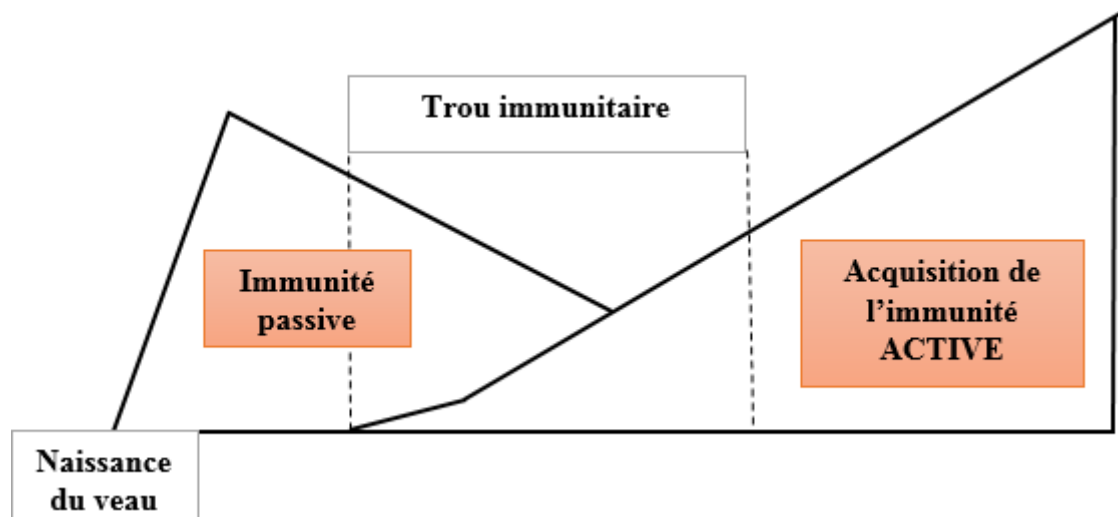 Trou immunitaire
Immunité
passive
Acquisition de
l’immunité
ACTIVE
Naissance
du veau